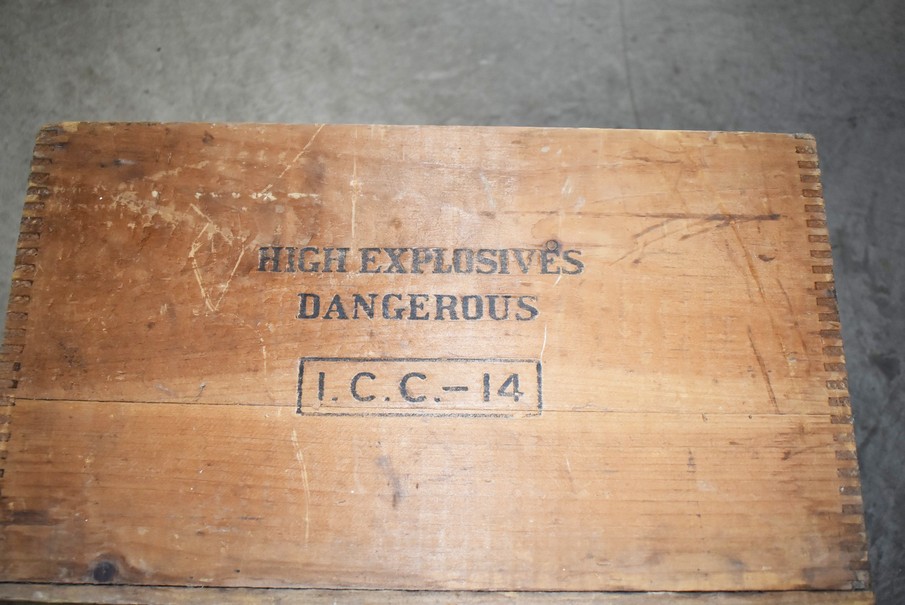 HIGH EXPLOSIVES
DANGEROUS
I.C.C.-14